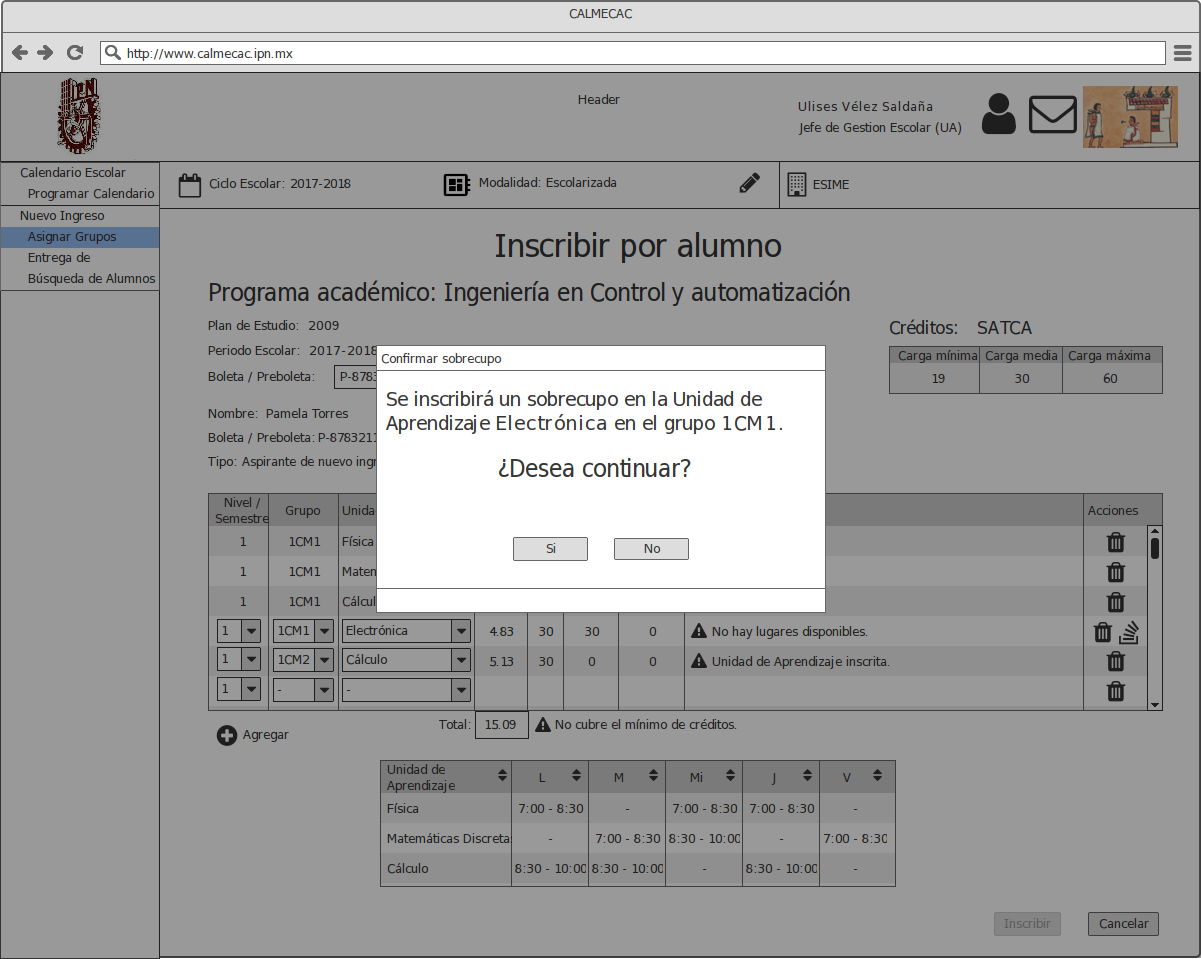 CALMECAC
http://www.calmecac.ipn.mx
IPN
Header
Ulises Vélez Saldaña
Jefe de Gestion Escolar (UA)
Calendario Escolar
Programar Calendario
Nuevo Ingreso
Asignar Grupos
Entrega de
Búsqueda de Alumnos
Ciclo Escolar: 2017-2018
Modalidad: Escolarizada
ESIME
Inscribir por alumno
Programa académico: Ingeniería en Control y automatización
Plan de Estudio: 2009
Periodo Escolar: 2017-2018
Boleta / Preboleta: P-8783
Nombre: Pamela Torres
Boleta / Preboleta: P-8783211
Tipo: Aspirante de nuevo ingr
Créditos: SATCA
Carga mínima Carga media Carga máxima
19 30 60
Confirmar sobrecupo
Se inscribirá un sobrecupo en la Unidad de
Aprendizaje Electrónica en el grupo 1CM1.
¿Desea continuar?
Si No
Nivel / Semestre Grupo Unida Acciones
1 1CM1 Física
1 1CM1 Matem
1 1CM1 Cálcul
1 1CM1 Electrónica 4.83 30 30 0 No hay lugares disponibles.
1 1CM2 Cálculo 5.13 30 0 0 Unidad de Aprendizaje inscrita.
1 - -
Agregar
Total: 15.09 No cubre el mínimo de créditos.
Unidad de Aprendizaje L M Mi J V
Física 7:00 - 8:30 - 7:00 - 8:30 7:00 - 8:30 -
Matemáticas Discretas - 7:00 - 8:30 8:30 - 10:00 - 7:00 - 8:30
Cálculo 8:30 - 10:00 8:30 - 10:00 - 8:30 - 10:00 -
Inscribir Cancelar